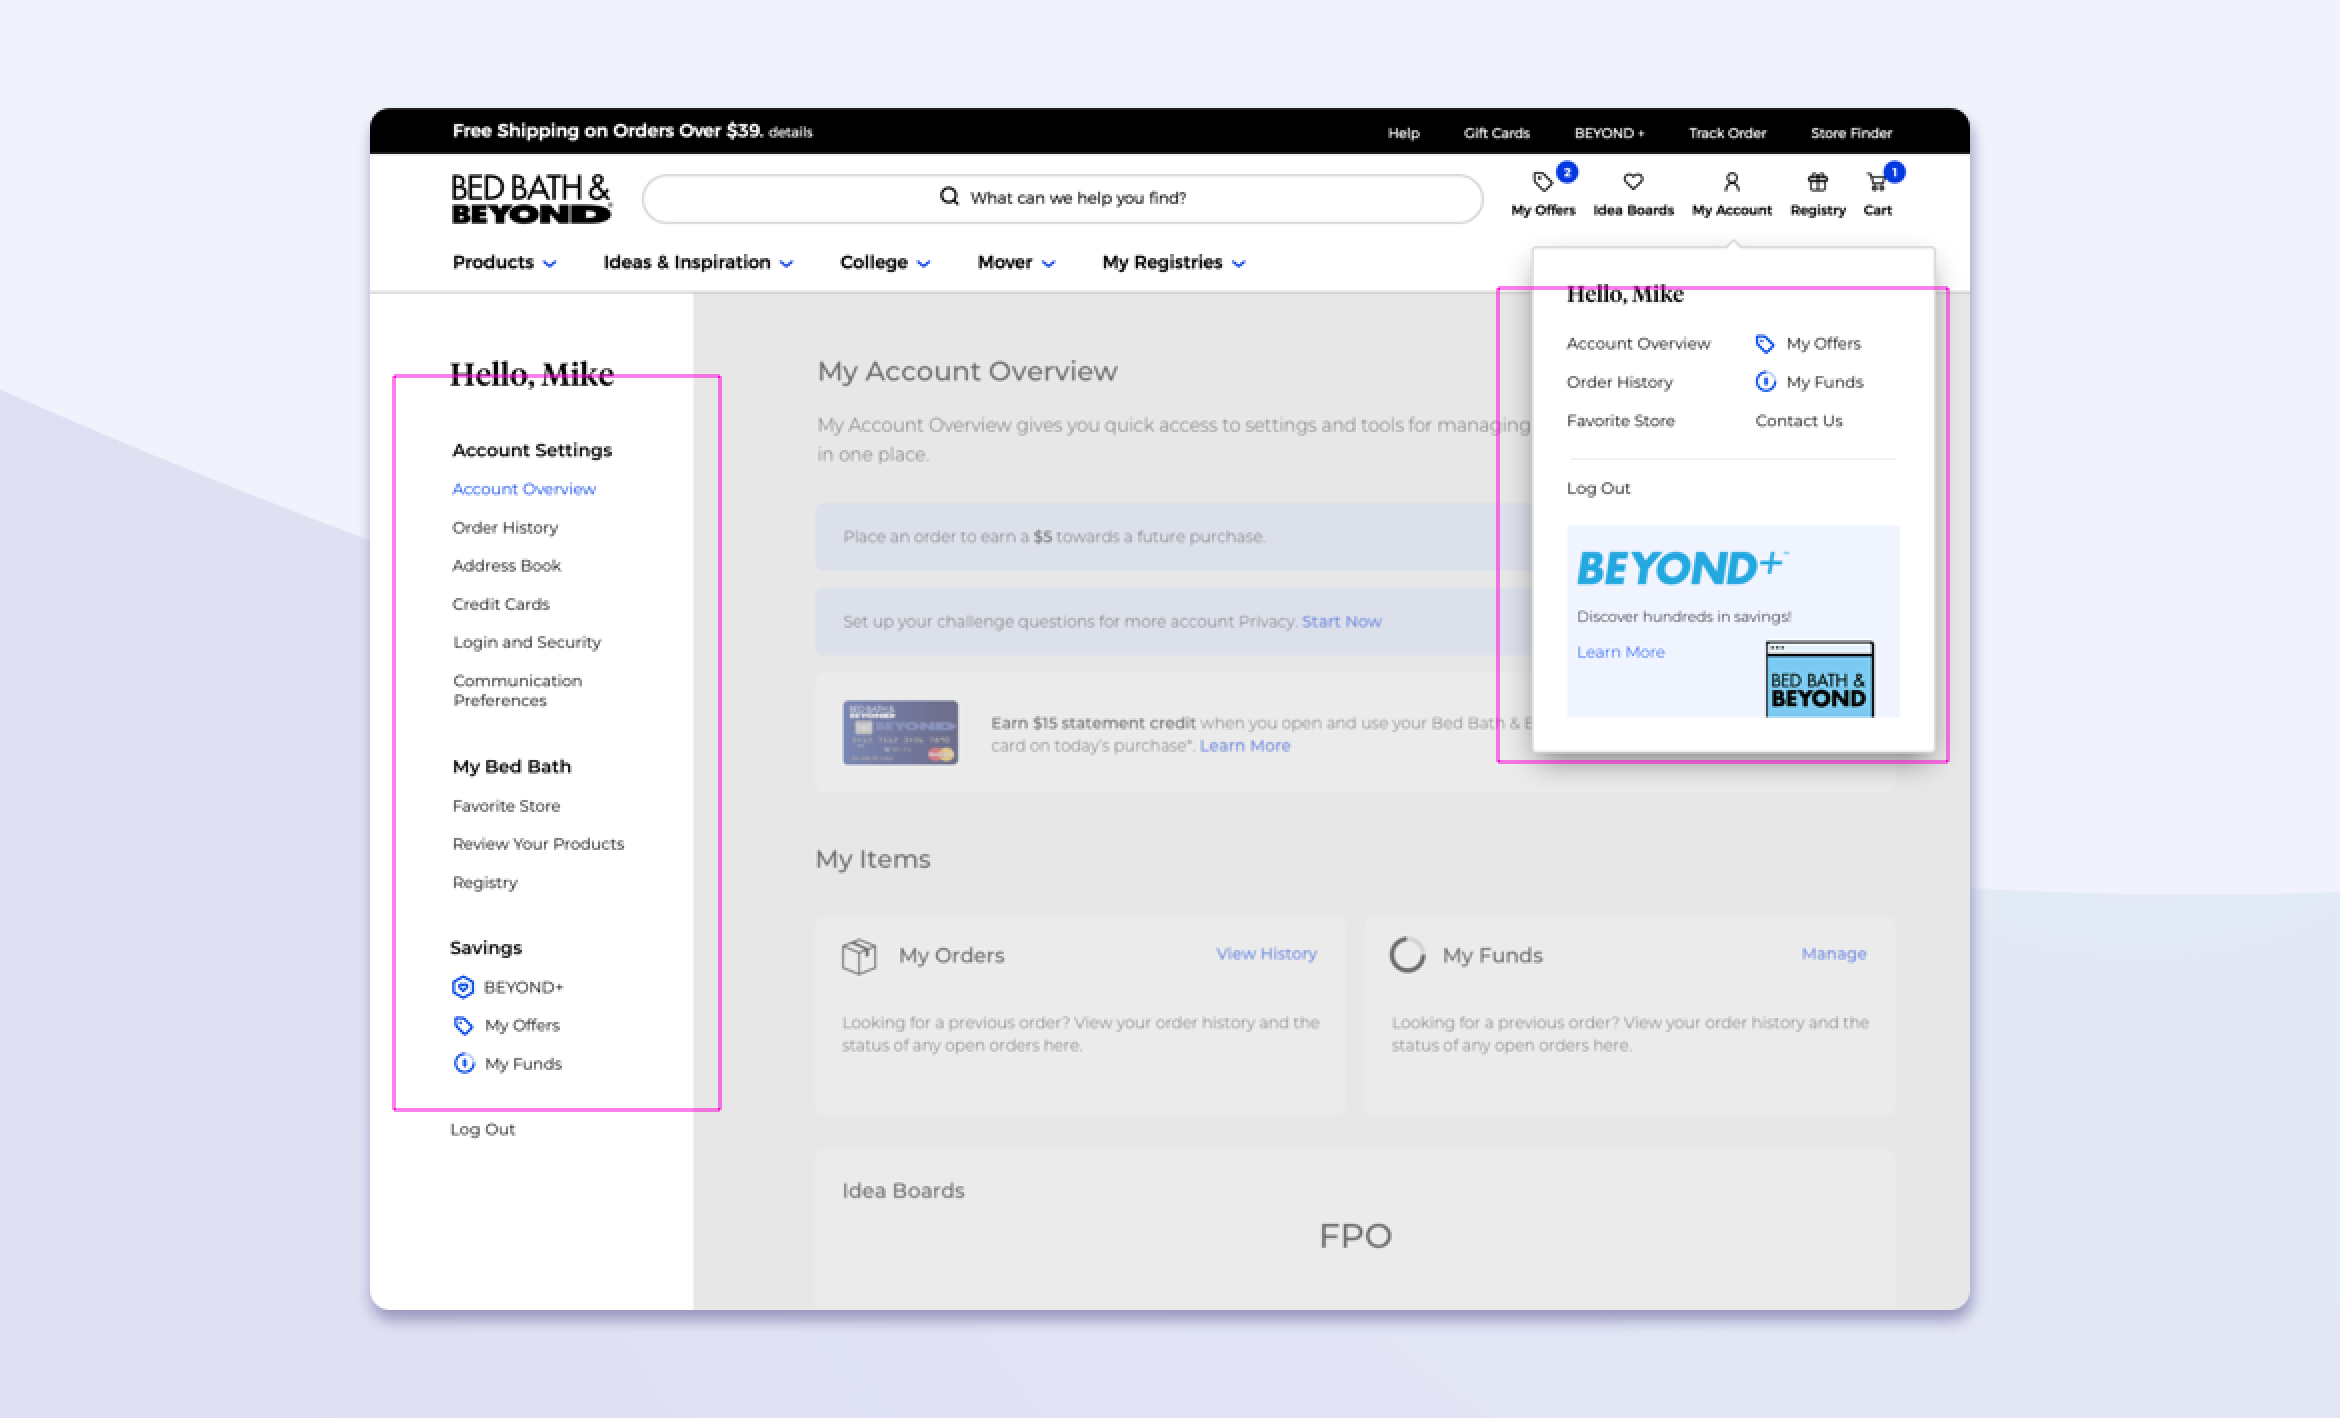 Free Shipping on Orders Over $39. details
Help
Gift Cards
BEYOND +
Track Order
Store Finder
BED BATH &
BEYOND
What can we help you find?
2
My Offers
Idea Boards
My Account
Registry
1
Cart
Products
Ideas & Inspiration
College
Mover
My Registries
Hello, Mike
Account Settings
Account Overview
Order History
Address Book
Credit Cards
Login and Security
Communication
Preferences
My Bed Bath
Favorite Store
Review Your Products
Registry
Savings
BEYOND+
My Offers
My Funds
Log Out
My Account Overview
My Account Overview gives you quick access to settings and tools for managing
in one place.
Place an order to earn a $5 towards a future purchase.
Set up your challenge questions for more account Privacy. Start Now
BED BATH &
BEYOND
BEYOND
Earn $15 statement credit when you open and use your Bed Bath &
card on today's purchase*. Learn More
My Items
My Orders
View History
Looking for a previous order? View your order history and the
status of any open orders here.
My Funds
Manage
Looking for a previous order? View your order history and the
status of any open orders here.
Idea Boards
FPO
Hello, Mike
Account Overview
My Offers
Order History
My Funds
Favorite Store
Contact Us
Log Out
BEYOND+
Discover hundreds in savings!
Learn More
BED BATH &
BEYOND